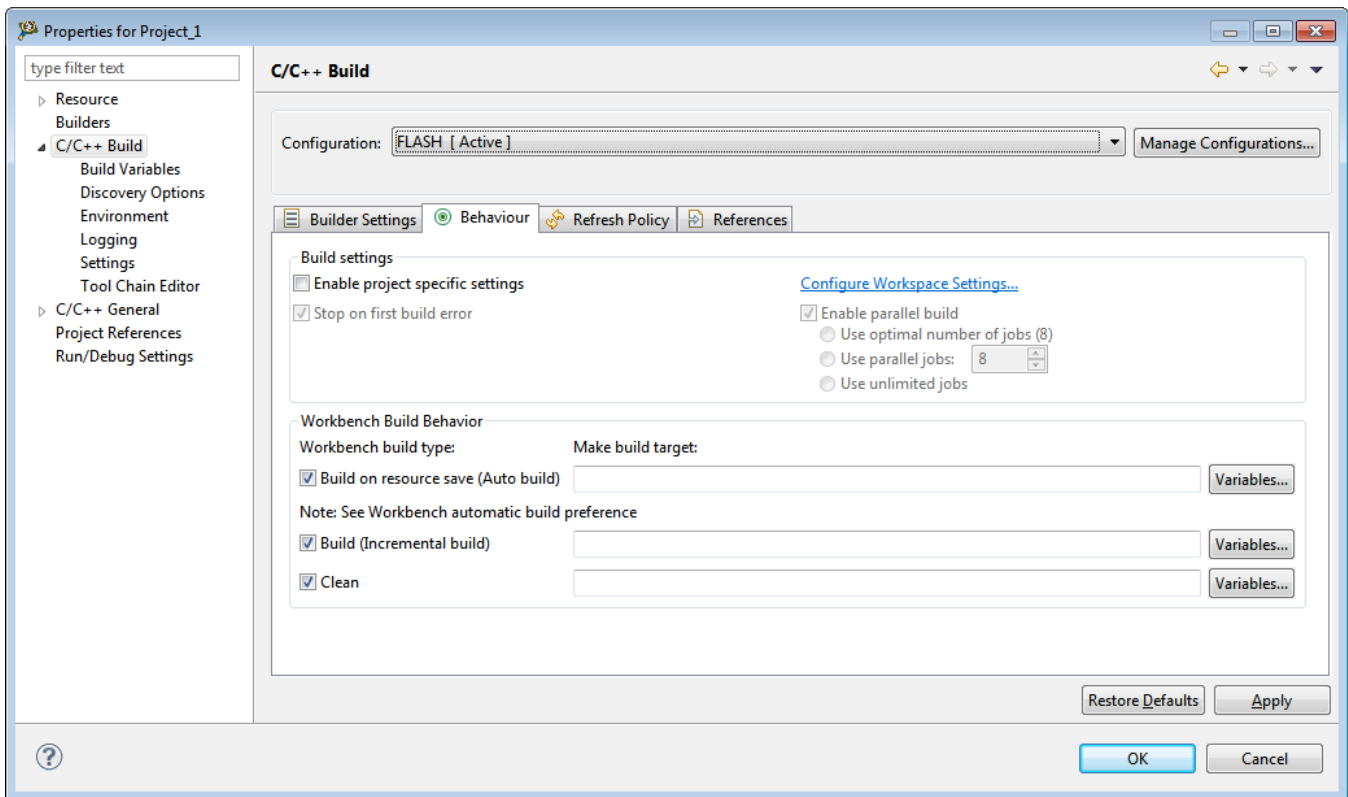 Properties for Project_1
type filter text
Resource
Builders
C/C++ Build
Build Variables
Discovery Options
Environment
Logging
Settings
Tool Chain Editor
C/C++ General
Project References
Run/Debug Settings
C/C++ Build
Configuration: FLASH [ Active ] Manage Configurations...
Builder Settings Behaviour Refresh Policy References
Build settings
Enable project specific settings Configure Workspace Settings...
Stop on first build error Enable parallel build
Use optimal number of jobs (8)
Use parallel jobs: 8
Use unlimited jobs
Workbench Build Behavior
Workbench build type: Make build target:
Build on resource save (Auto build) Variables...
Note: See Workbench automatic build preference
Build (Incremental build) Variables...
Clean Variables...
Restore Defaults Apply
? OK Cancel